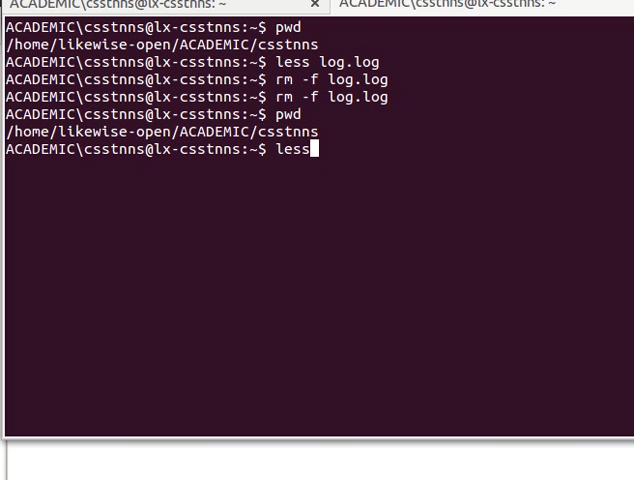 ACADEMIC\csstnns@lx-csstnns: ~ × ACADEMIC\csstnns@lx-csstnns: ~
ACADEMIC\csstnns@lx-csstnns:~$ pwd
/home/likewise-open/ACADEMIC/csstnns
ACADEMIC\csstnns@lx-csstnns:~$ less log.log
ACADEMIC\csstnns@lx-csstnns:~$ rm -f log.log
ACADEMIC\csstnns@lx-csstnns:~$ rm -f log.log
ACADEMIC\csstnns@lx-csstnns:~$ pwd
/home/likewise-open/ACADEMIC/csstnns
ACADEMIC\csstnns@lx-csstnns:~$ less